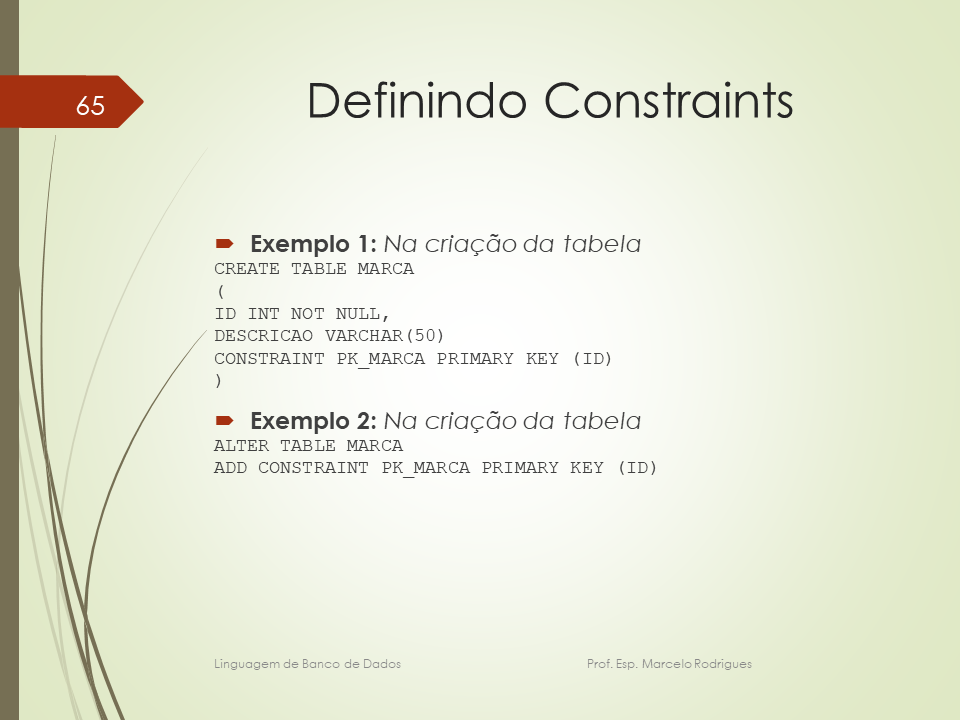 65
Definindo Constraints
Exemplo 1: Na criação da tabela
CREATE TABLE MARCA
(
ID INT NOT NULL,
DESCRICAO VARCHAR(50)
CONSTRAINT PK_MARCA PRIMARY KEY (ID)
)
Exemplo 2: Na criação da tabela
ALTER TABLE MARCA
ADD CONSTRAINT PK_MARCA PRIMARY KEY (ID)
Linguagem de Banco de Dados Prof. Esp. Marcelo Rodrigues